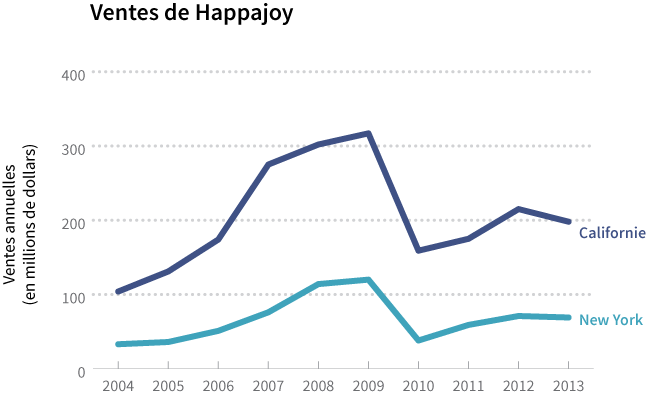 Ventes de Happajoy
Ventes annuelles
(en millions de dollars)
400
300
200
100
0
Californie
New York
2004 2005 2006 2007 2008 2009 2010 2011 2012 2013